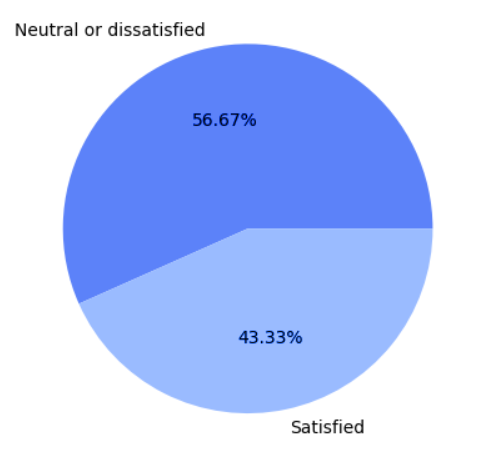 Neutral or dissatisfied
56.67%
43.33%
Satisfied